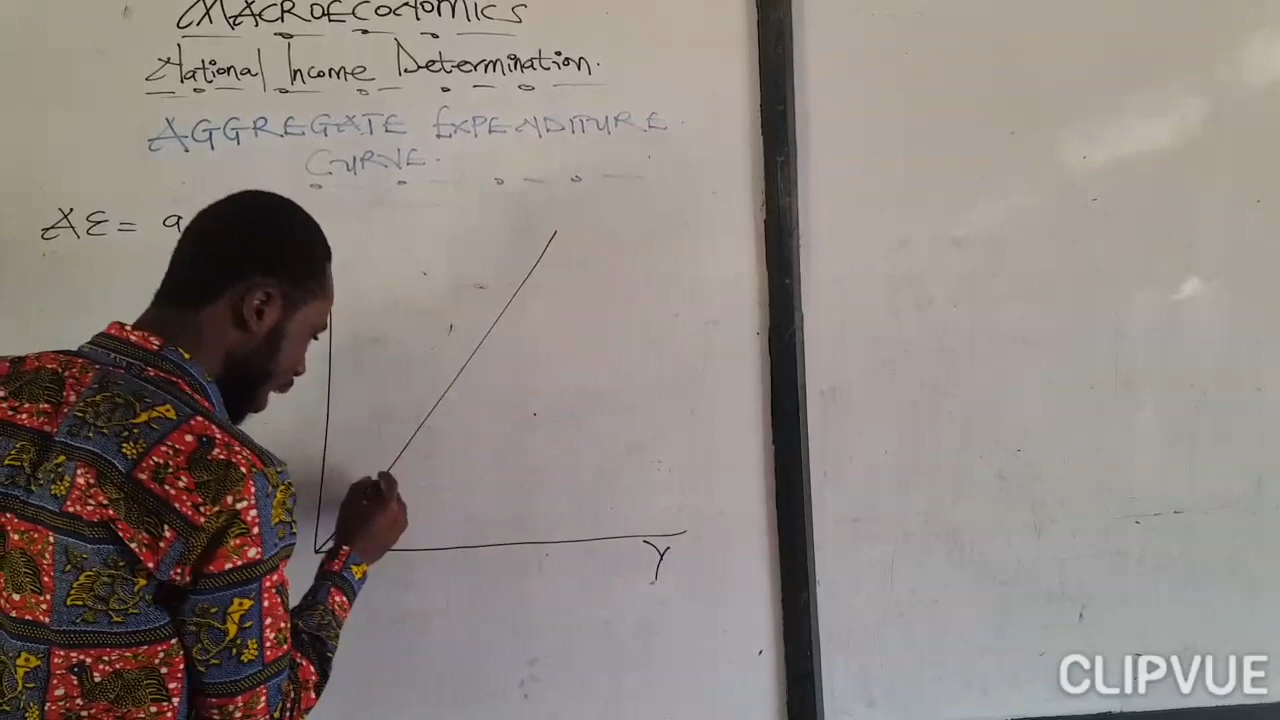 MACROECONOMICS
National Income Determination.
AGGREGATE EXPENDITURE
CURVE.
AE = a
Y
CLIPVUE